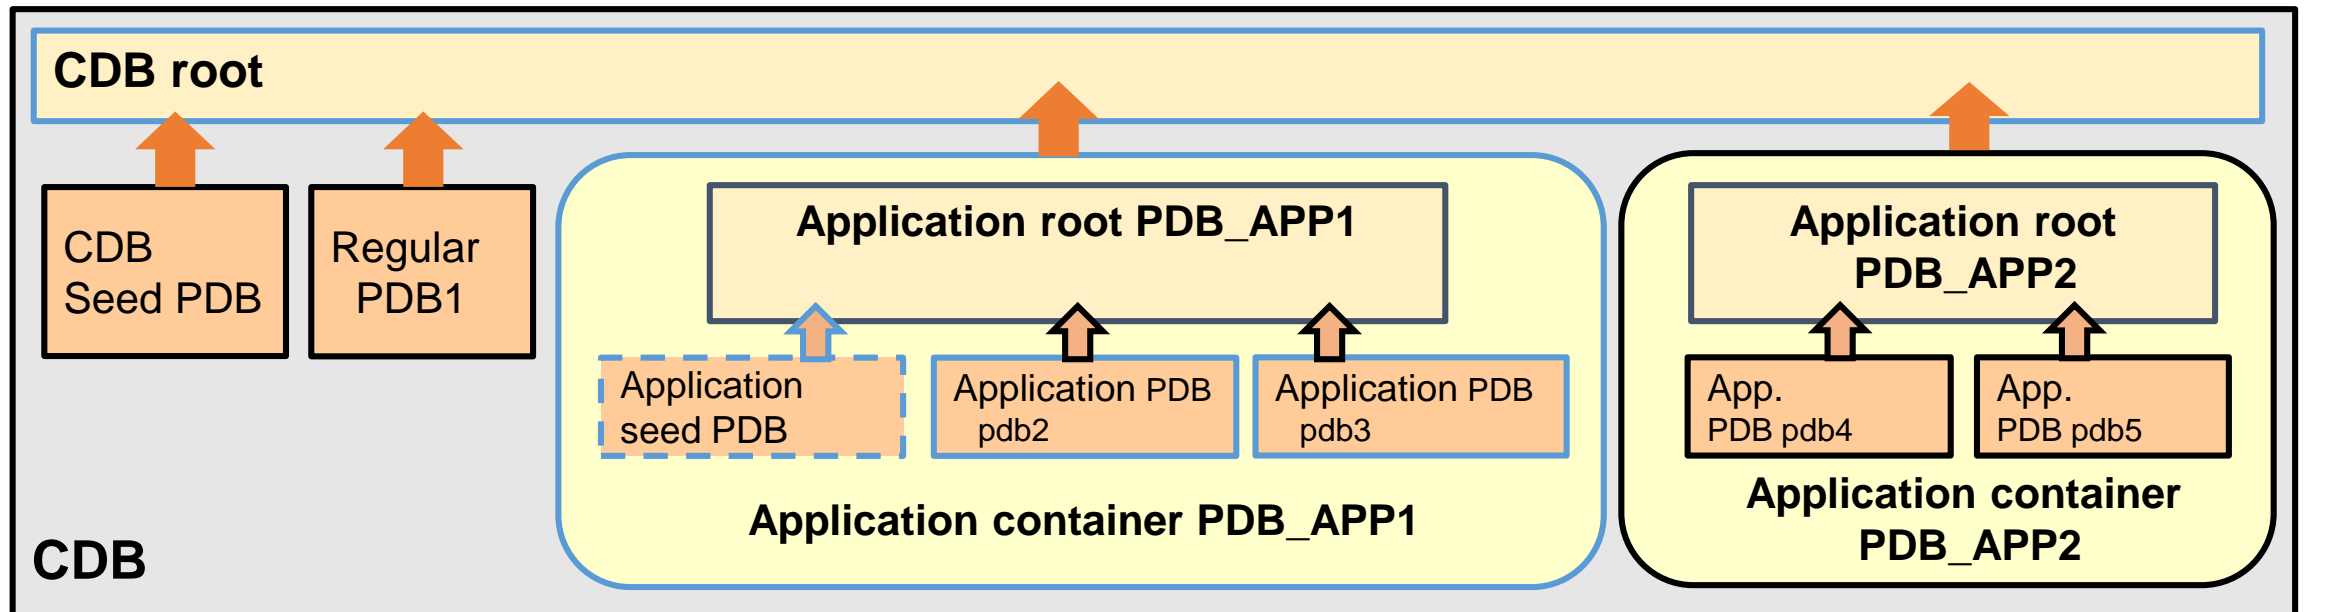 CDB root
CDB
Seed PDB
Regular
PDB1
Application root PDB_APP1
Application
seed PDB
Application PDB
pdb2
Application PDB
pdb3
Application container PDB_APP1
Application root
PDB_APP2
App.
PDB pdb4
App.
PDB pdb5
Application container
PDB_APP2
CDB